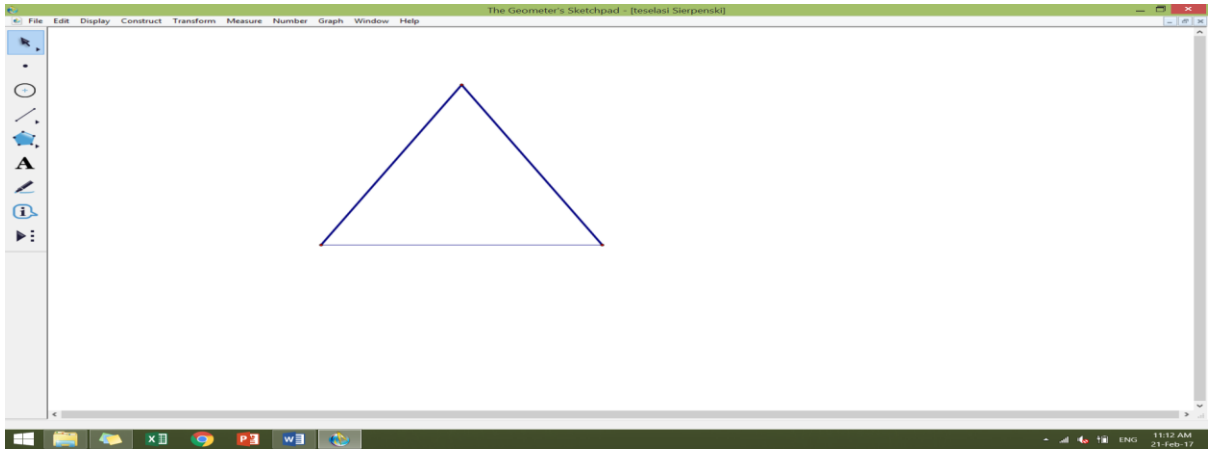 The Geometer's Sketchpad - [teselasi Sierpenski]
File Edit Display Construct Transform Measure Number Graph Window Help
A
ENG
11:12 AM
21-Feb-17